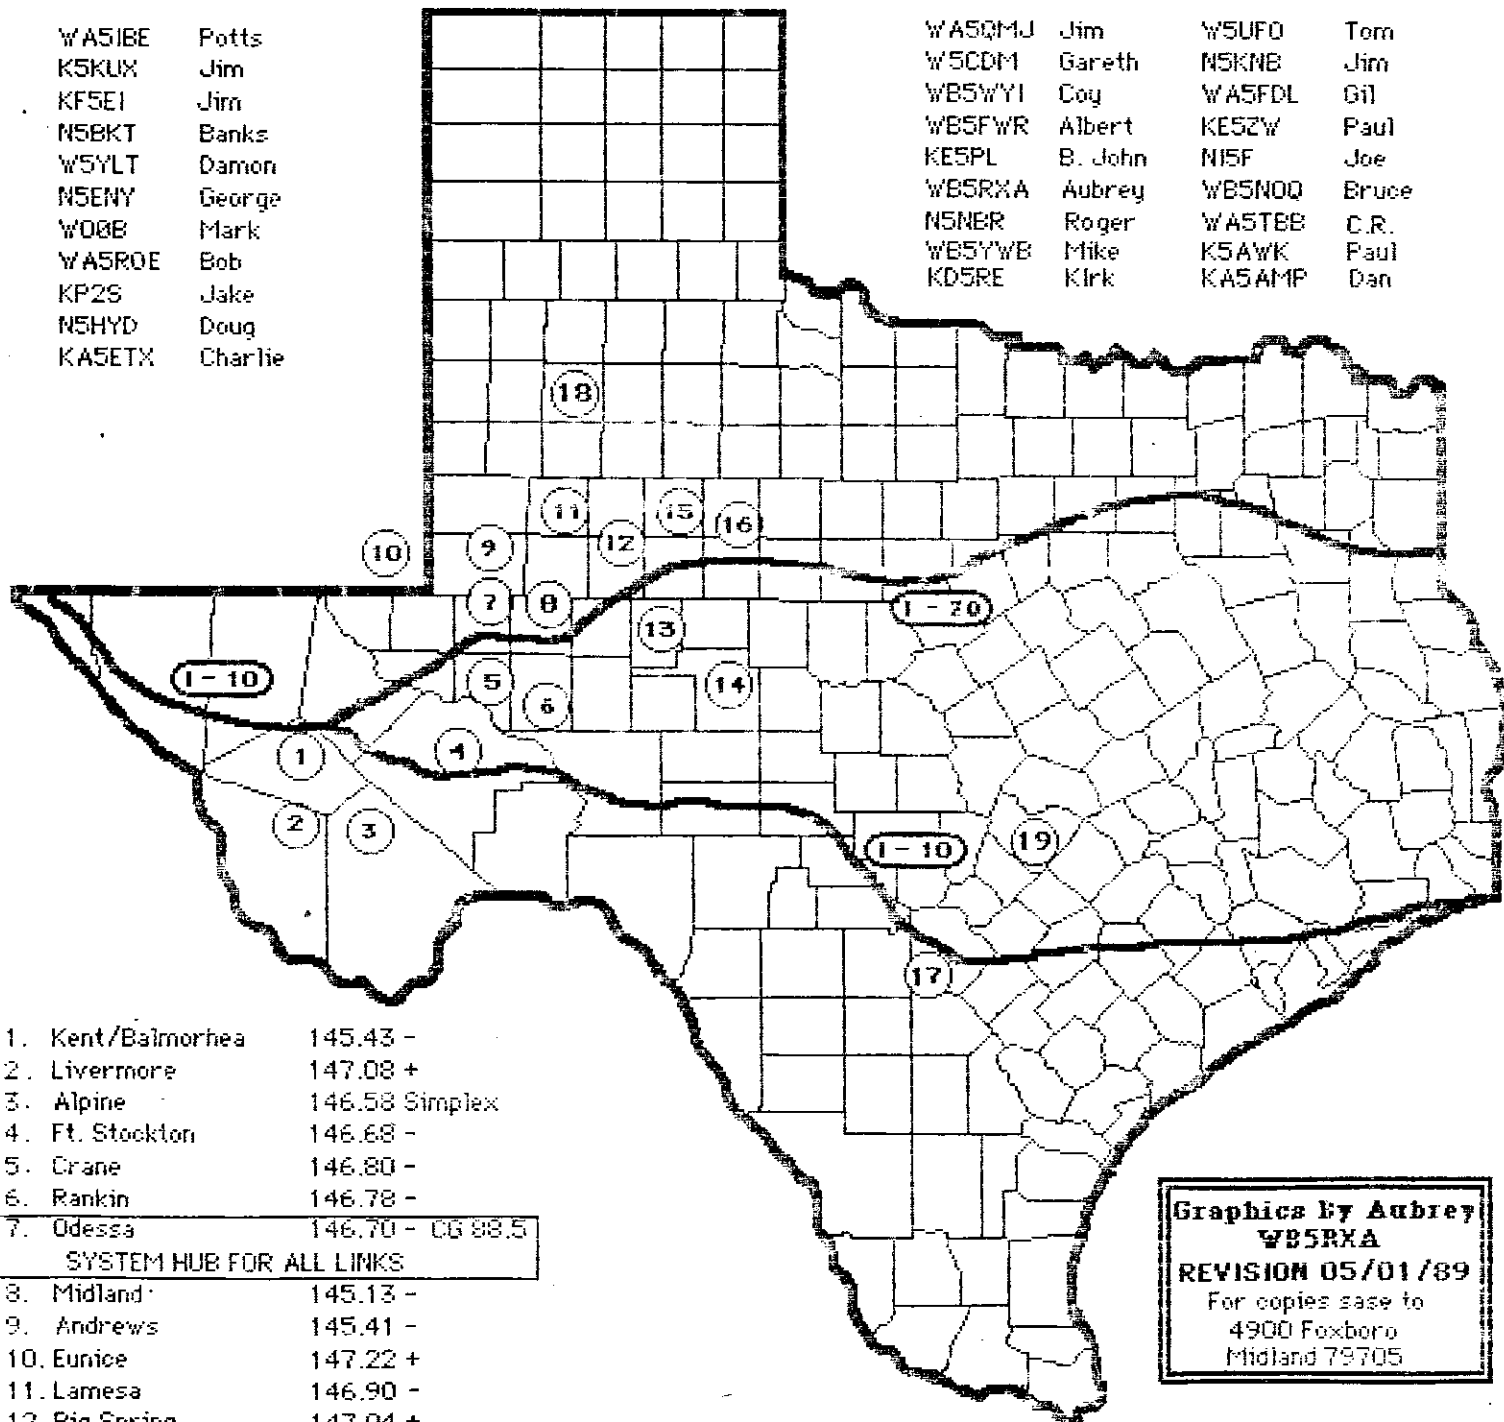 WA5IBE Potts
K5KUX Jim
KF5EI Jim
N5BKT Banks
W5YLT Damon
N5ENY George
WO0B Mark
WA5ROE Bob
KP2S Jake
N5HYD Doug
KA5ETX Charlie
WA5QMJ Jim W5UFO Tom
W5CDM Gareth N5KNB Jim
WB5WYI Coy WA5FDL Gil
WB5FWR Albert KE5ZW Paul
KE5PL B. John NI5F Joe
WB5RXA Aubrey WB5NOQ Bruce
N5NBR Roger WA5TBB C.R.
WB5YWB Mike K5AWK Paul
KD5RE Kirk KA5AMP Dan
18
11
15
16
10
9
12
7
8
I-20
13
I-10
5
14
6
1
4
2
3
I-10
19
17
1. Kent/Balmorhea 145.43 -
2. Livermore 147.08 +
3. Alpine 146.58 Simplex
4. Ft. Stockton 146.68 -
5. Crane 146.80 -
6. Rankin 146.78 -
7. Odessa 146.70 - CG 88.5
SYSTEM HUB FOR ALL LINKS
8. Midland 145.13 -
9. Andrews 145.41 -
10. Eunice 147.22 +
11. Lamesa 146.90 -
12. Big Spring 147.04 +
Graphics By Aubrey
WB5RXA
REVISION 05/01/89
For copies sase to
4900 Foxboro
Midland 79705